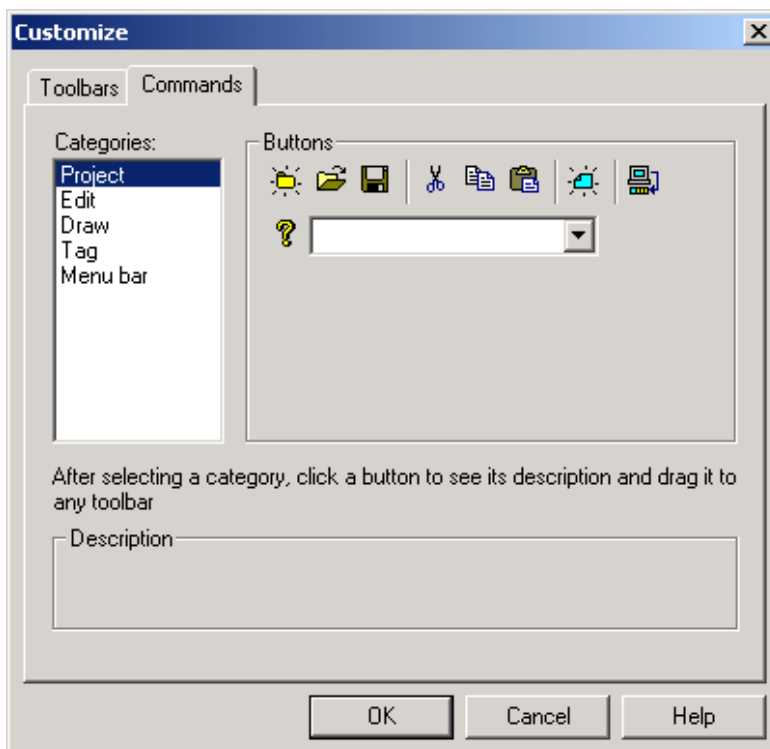 Customize
Toolbars
Commands
Categories:
Project
Edit
Draw
Tag
Menu bar
Buttons
After selecting a category, click a button to see its description and drag it to
any toolbar
Description
OK
Cancel
Help